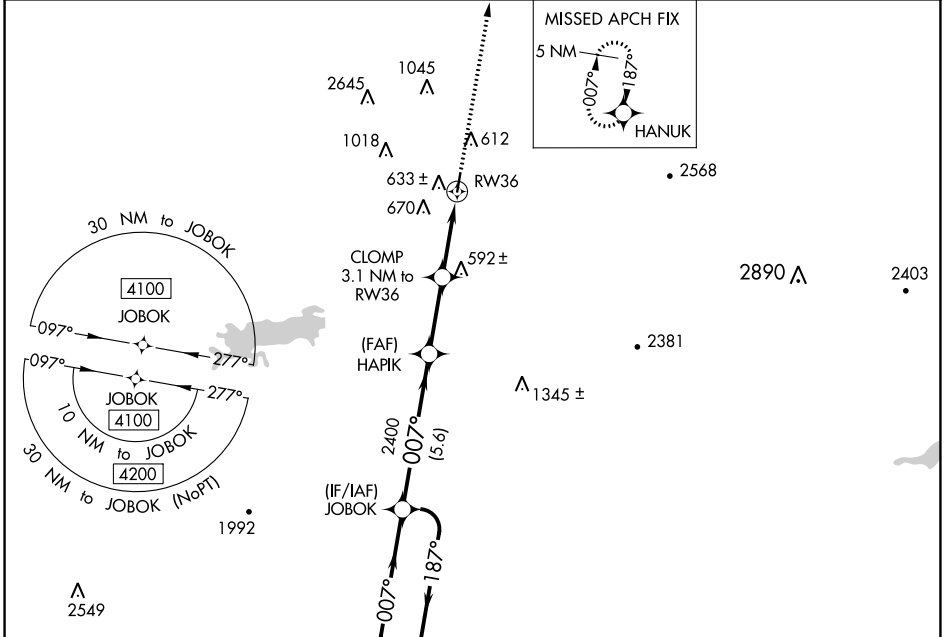 MISSED APCH FIX
5 NM
007°
187°
HANUK
2645
1045
1018
612
633 ±
RW36
670
2568
30 NM to JOBOK
4100
JOBOK
097°
277°
097°
277°
JOBOK
4100
10 NM to JOBOK
4200
30 NM to JOBOK (NoPT)
CLOMP
3.1 NM to
RW36
592 ±
2890
2403
(FAF)
HAPIK
2381
1345 ±
2400
007°
(5.6)
(IF/IAF)
JOBOK
1992
2549
007°
187°